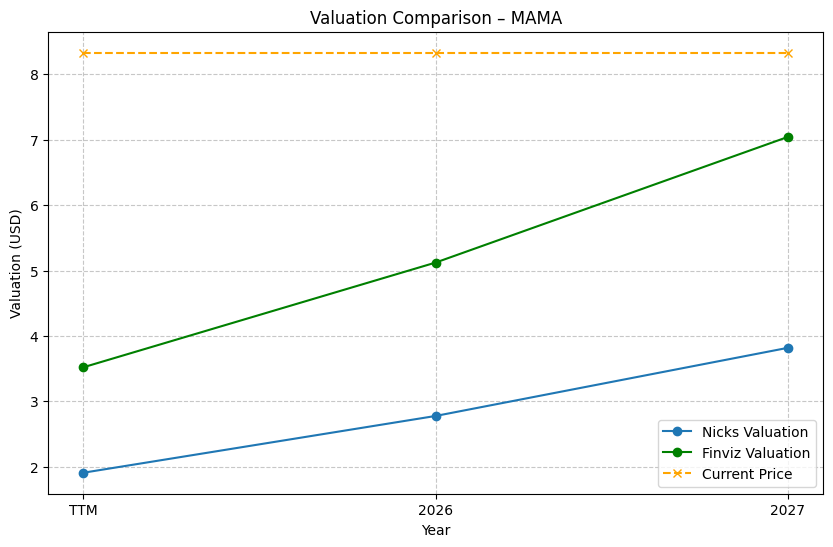 Valuation Comparison – MAMA
Valuation (USD)
8
7
6
5
4
3
2
TTM
2026
2027
Year
Nicks Valuation
Finviz Valuation
Current Price